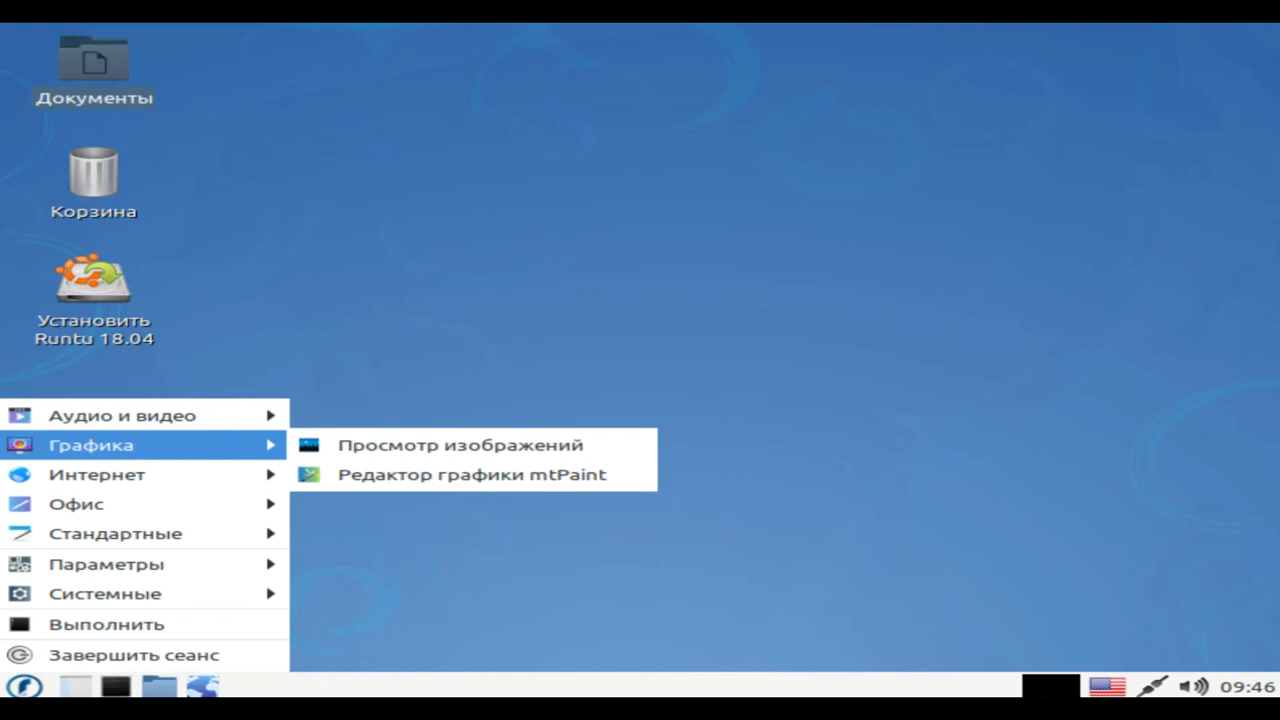 Документы
Корзина
Установить
Runtu 18.04
Аудио и видео
Графика
Интернет
Офис
Стандартные
Параметры
Системные
Выполнить
Завершить сеанс
Просмотр изображений
Редактор графики mtPaint
09:46